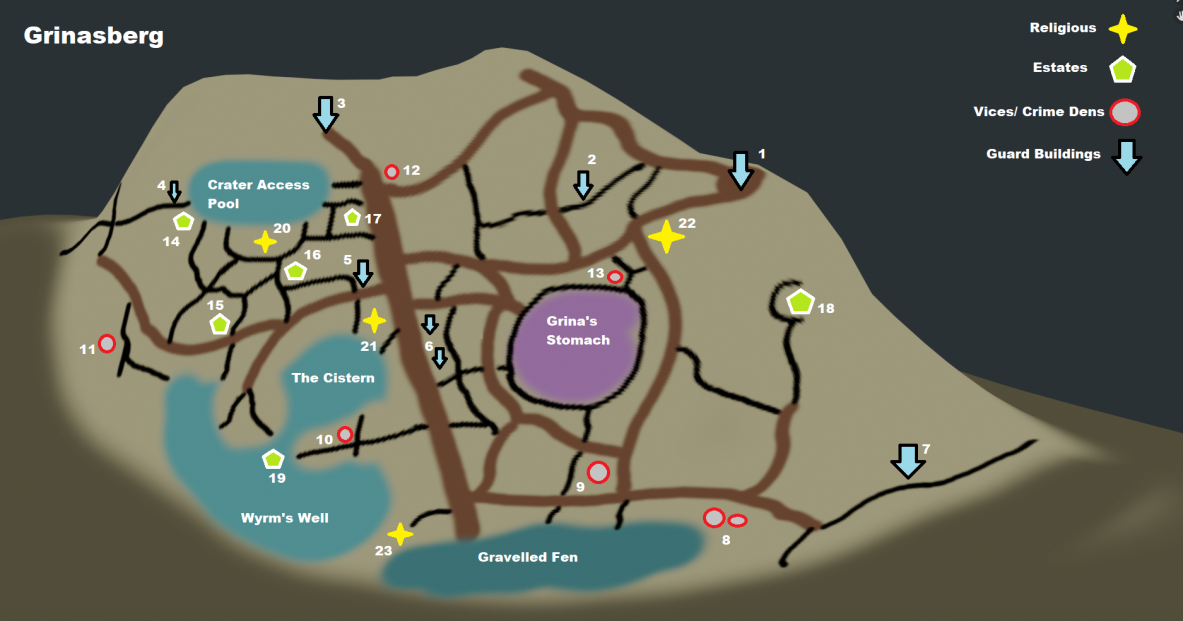 Grinasberg
Religious
Estates
Vices/ Crime Dens
Guard Buildings
3
1
2
12
4
Crater Access
Pool
14
20
17
22
16
5
13
15
18
Grina's
Stomach
11
21
6
The Cistern
10
7
19
9
Wyrm's Well
23
8
Gravelled Fen